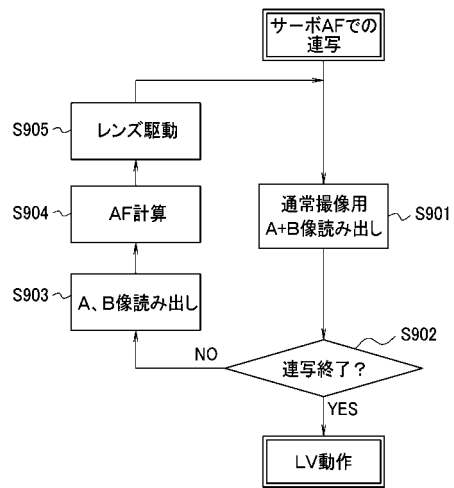 サーボAFでの
連写
S905
レンズ駆動
S904
AF計算
通常撮像用
A+B像読み出し
S901
S903
A、B像読み出し
S902
連写終了?
NO
YES
LV動作